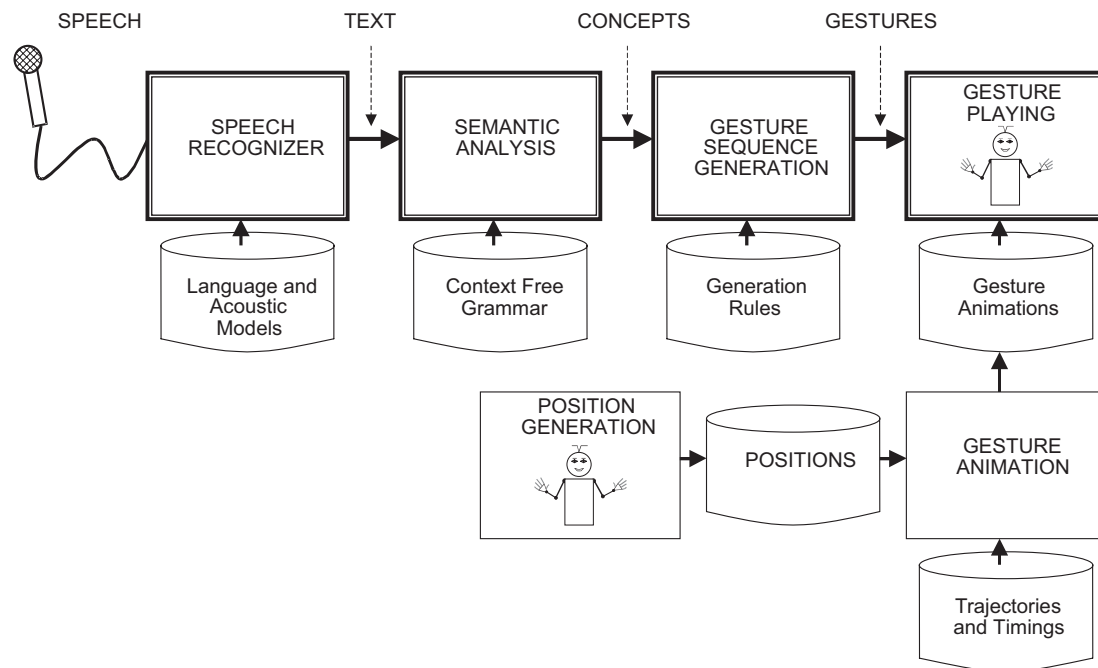 SPEECH
TEXT
CONCEPTS
GESTURES
SPEECH
RECOGNIZER
SEMANTIC
ANALYSIS
GESTURE
SEQUENCE
GENERATION
GESTURE
PLAYING
Language and
Acoustic
Models
Context Free
Grammar
Generation
Rules
Gesture
Animations
POSITION
GENERATION
POSITIONS
GESTURE
ANIMATION
Trajectories
and Timings